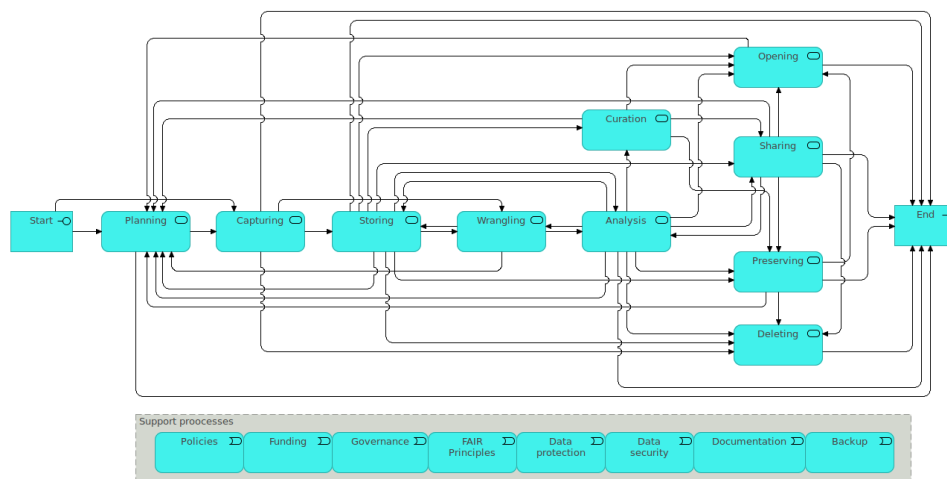 Opening
Curation
Sharing
Start
Planning
Capturing
Storing
Wrangling
Analysis
End
Preserving
Deleting
Support proocesses
Policies
Funding
Governance
FAIR
Principles
Data
protection
Data
security
Documentation
Backup